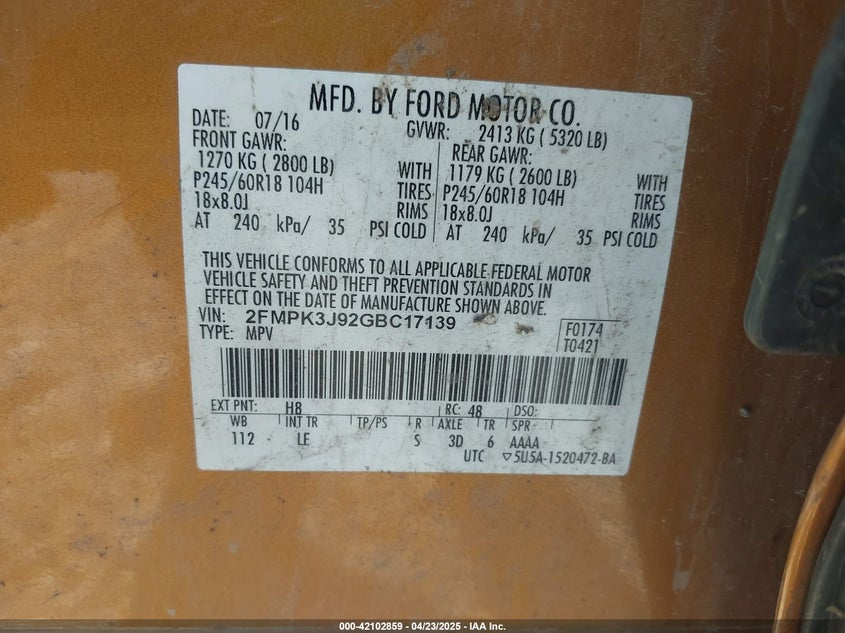 MFD. BY FORD MOTOR CO.
DATE: 07/16 GVWR: 2413 KG ( 5320 LB)
FRONT GAWR: REAR GAWR:
1270 KG ( 2800 LB) WITH 1179 KG ( 2600 LB) WITH
P245/60R18 104H TIRES P245/60R18 104H TIRES
18x8.0J RIMS 18x8.0J RIMS
AT 240 kPa/ 35 PSI COLD AT 240 kPa/ 35 PSI COLD
THIS VEHICLE CONFORMS TO ALL APPLICABLE FEDERAL MOTOR
VEHICLE SAFETY AND THEFT PREVENTION STANDARDS IN
EFFECT ON THE DATE OF MANUFACTURE SHOWN ABOVE.
VIN: 2FMPK3J92GBC17139 F0174
TYPE: MPV T0421
EXT PNT: H8 RC: 48 DSO:
WB INT TR TP/PS R AXLE TR SPR
112 LE S 3D 6 AAAA
UTC ▽5U5A-1520472-BA
000-42102859 - 04/23/2025 - IAA Inc.